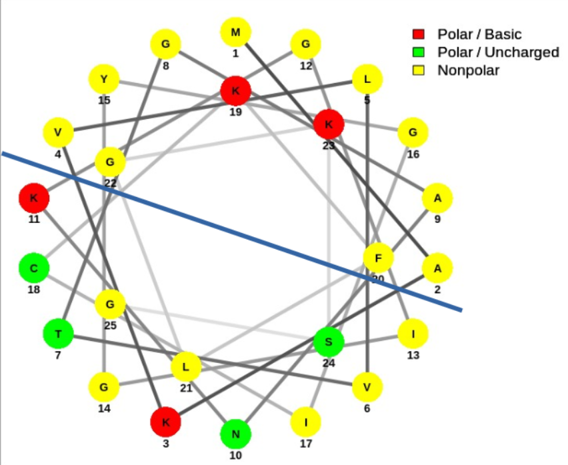 M
1
G
8
G
12
Polar / Basic
Polar / Uncharged
Nonpolar
Y
15
K
19
L
5
V
4
K
23
G
16
G
22
K
11
A
9
C
18
F
20
A
2
G
25
T
7
S
24
I
13
L
21
G
14
V
6
K
3
N
10
I
17